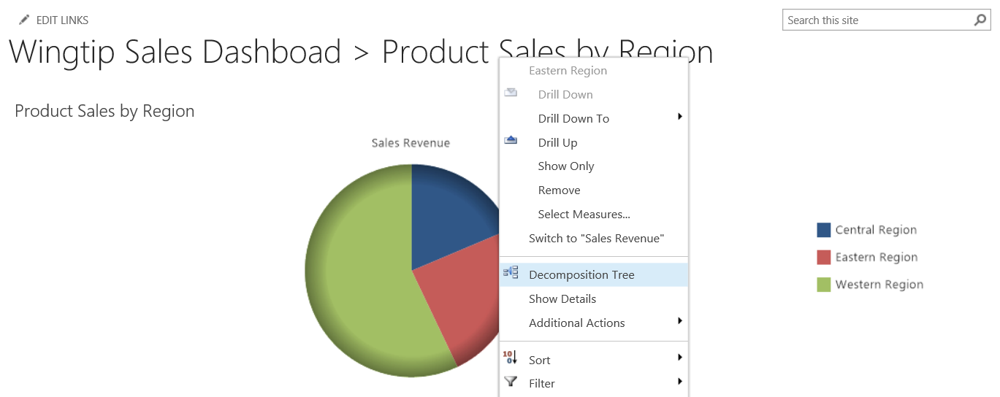 EDIT LINKS
Search this site
Wingtip Sales Dashboad > Product Sales by Region
Product Sales by Region
Sales Revenue
Eastern Region
Drill Down
Drill Down To
Drill Up
Show Only
Remove
Select Measures...
Switch to "Sales Revenue"
Decomposition Tree
Show Details
Additional Actions
Sort
Filter
Central Region
Eastern Region
Western Region